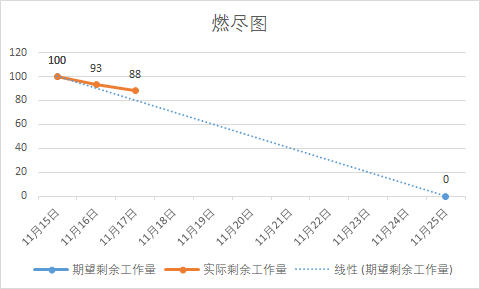 燃尽图
120
100
80
60
40
20
0
100
93
88
0
11月15日
11月16日
11月17日
11月18日
11月19日
11月20日
11月21日
11月22日
11月23日
11月24日
11月25日
期望剩余工作量 实际剩余工作量 线性 (期望剩余工作量)